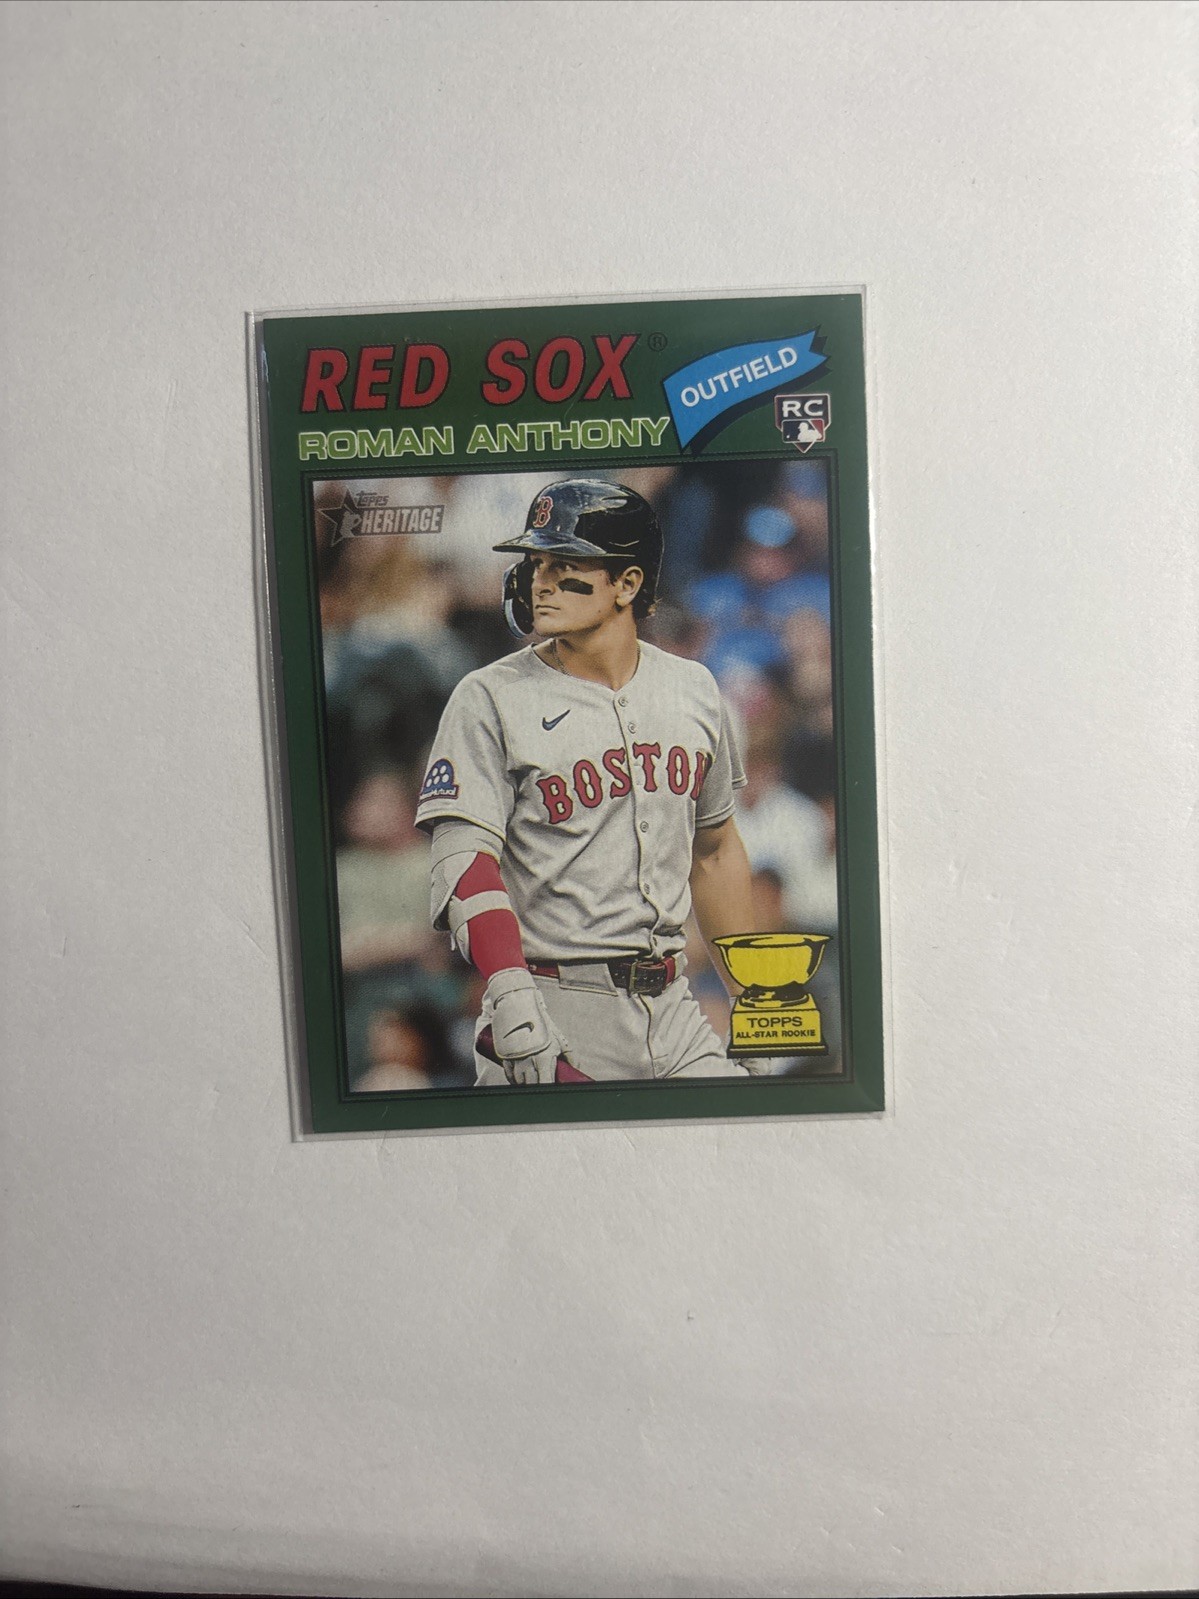 RED SOX®
OUTFIELD
ROMAN ANTHONY
RC
Topps
HERITAGE
B
BOSTON
TOPPS
ALL-STAR ROOKIE